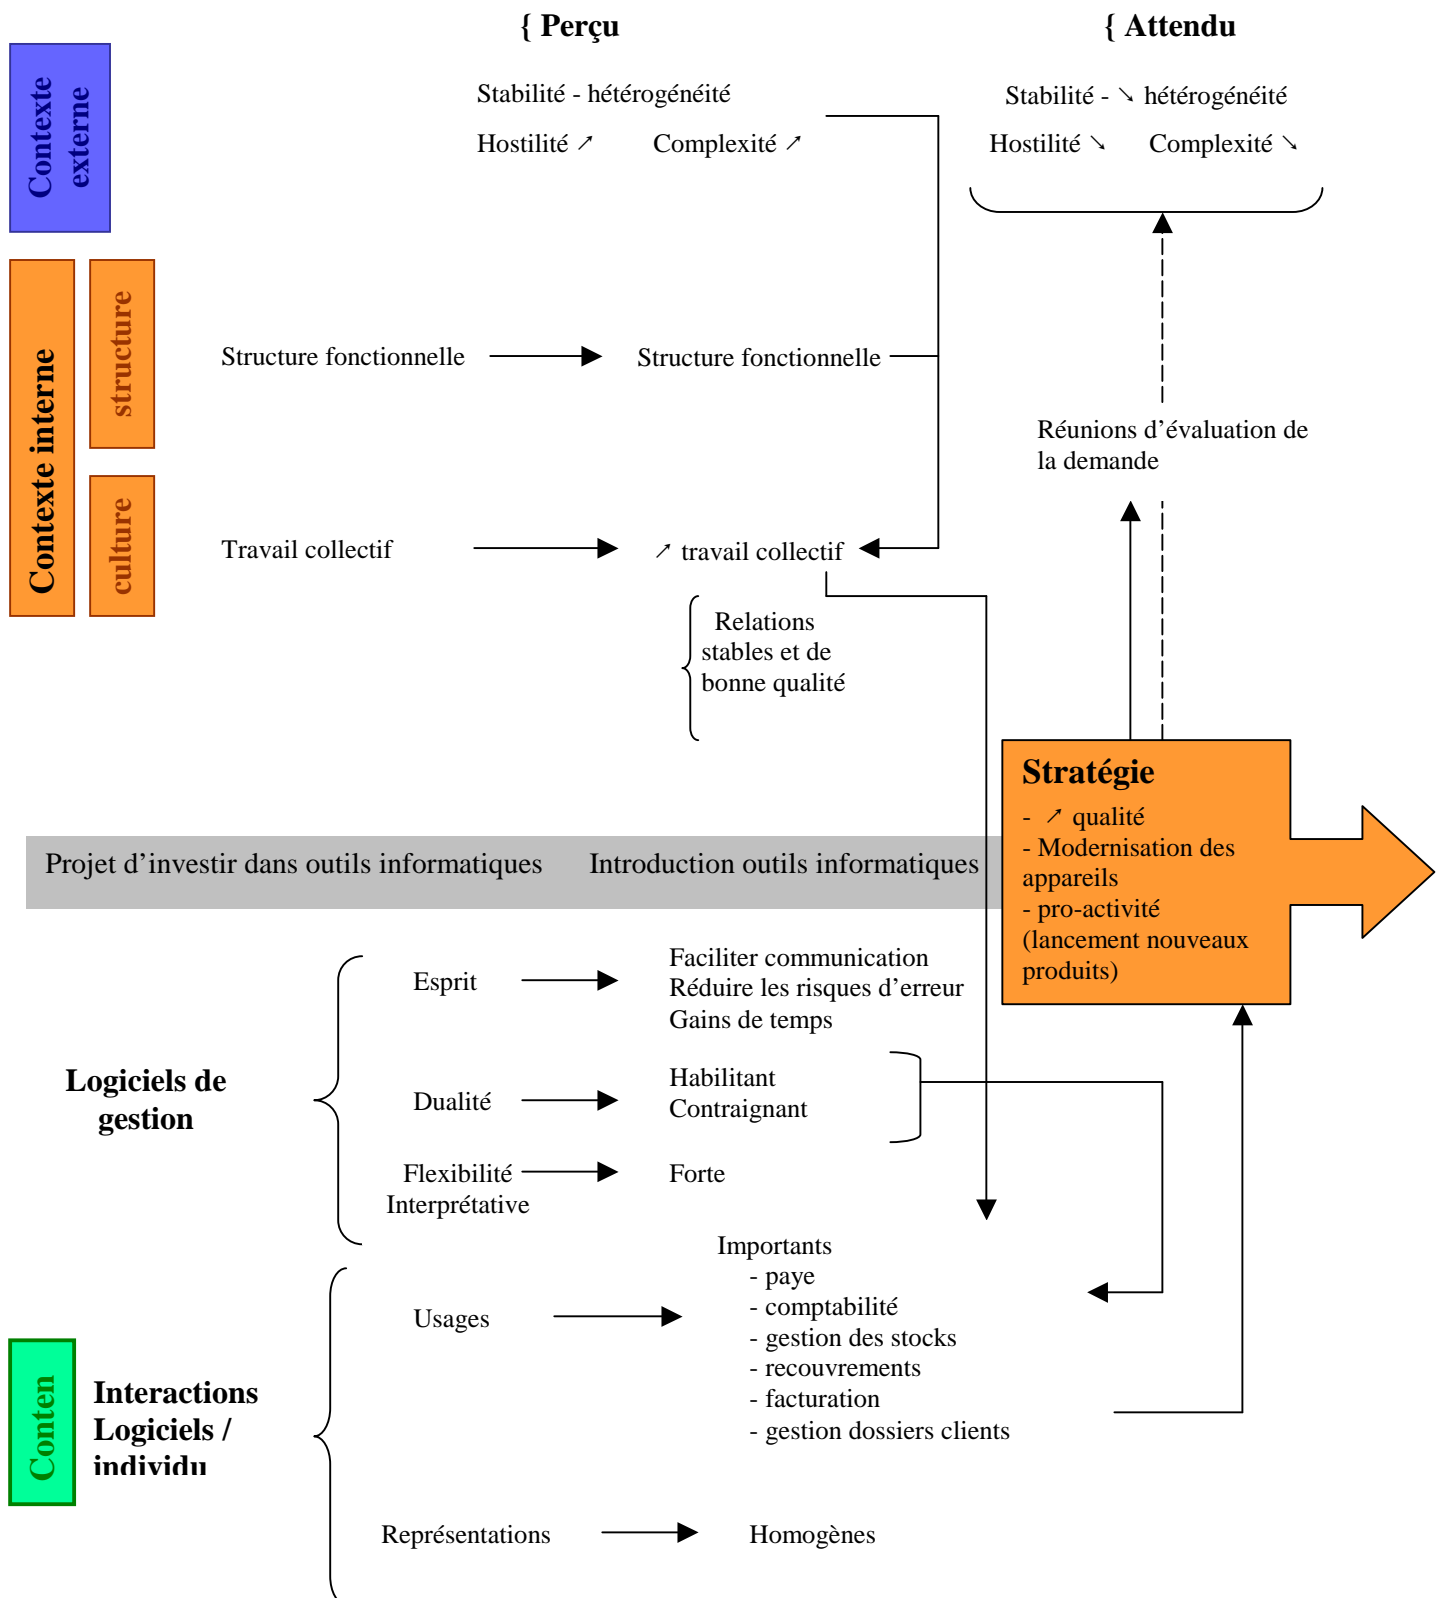 { Perçu
{ Attendu
Contexte
externe
Stabilité - hétérogénéité
Hostilité ↗ Complexité ↗
Stabilité - ↘ hétérogénéité
Hostilité ↘ Complexité ↘
Contexte interne
structure
Structure fonctionnelle
Structure fonctionnelle
Réunions d’évaluation de
la demande
culture
Travail collectif
↗ travail collectif
Relations
stables et de
bonne qualité
Stratégie
- ↗ qualité
- Modernisation des
appareils
- pro-activité
(lancement nouveaux
produits)
Projet d’investir dans outils informatiques
Introduction outils informatiques
Logiciels de
gestion
Esprit
Faciliter communication
Réduire les risques d’erreur
Gains de temps
Dualité
Habilitant
Contraignant
Flexibilité
Interprétative
Forte
Conten
Interactions
Logiciels /
individu
Usages
Importants
- paye
- comptabilité
- gestion des stocks
- recouvrements
- facturation
- gestion dossiers clients
Représentations
Homogènes